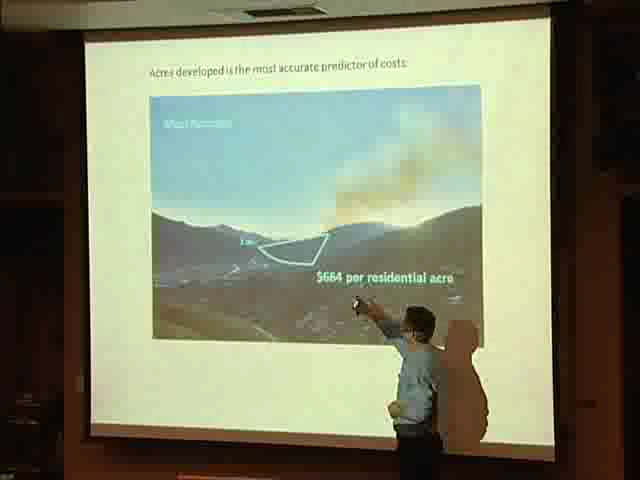 Acres developed is the most accurate predictor of costs
$664 per residential acre